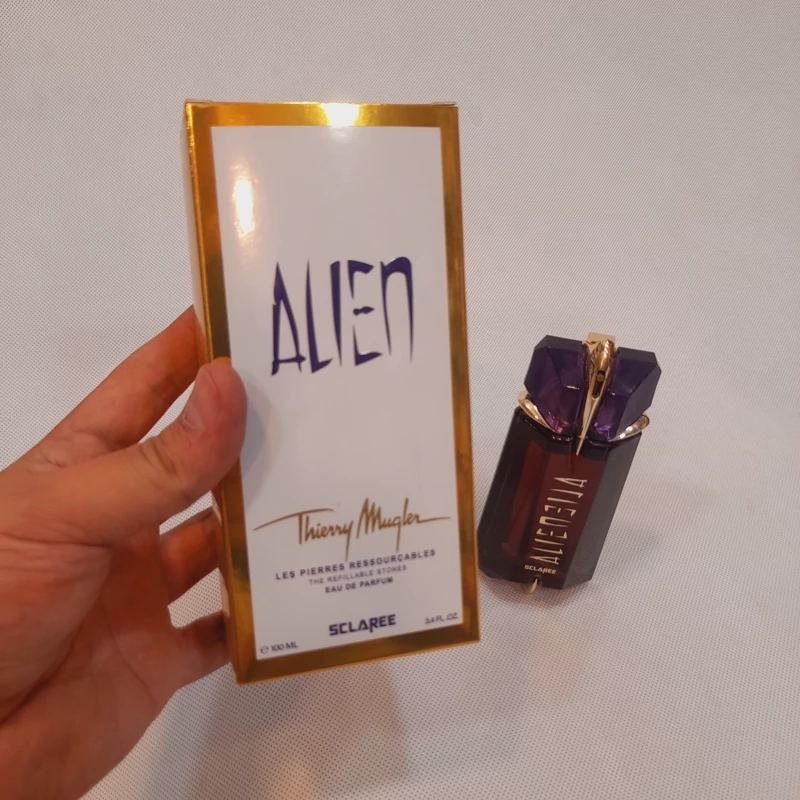 ALIEN
Thierry Mugler
LES PIERRES RESSOURÇABLES
THE REFILLABLE STONES
EAU DE PARFUM
SCLAREE
℮ 100 ML
3.4 FL.OZ.
ALIENELLA
SCLAREE